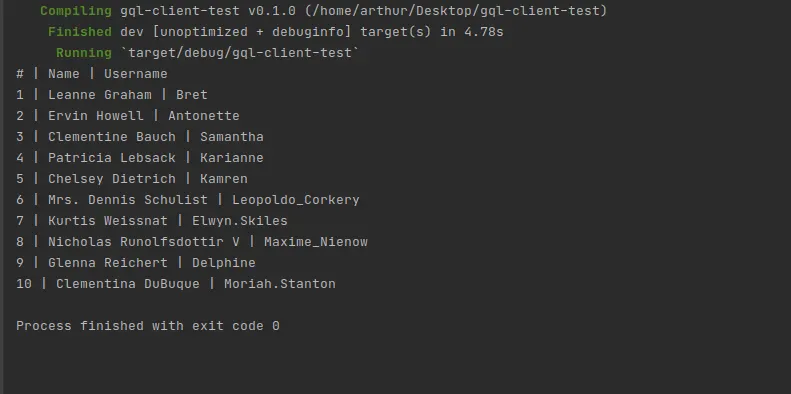 Compiling gql-client-test v0.1.0 (/home/arthur/Desktop/gql-client-test)
Finished dev [unoptimized + debuginfo] target(s) in 4.78s
Running `target/debug/gql-client-test`
# | Name | Username
1 | Leanne Graham | Bret
2 | Ervin Howell | Antonette
3 | Clementine Bauch | Samantha
4 | Patricia Lebsack | Karianne
5 | Chelsey Dietrich | Kamren
6 | Mrs. Dennis Schulist | Leopoldo_Corkery
7 | Kurtis Weissnat | Elwyn.Skiles
8 | Nicholas Runolfsdottir V | Maxime_Nienow
9 | Glenna Reichert | Delphine
10 | Clementina DuBuque | Moriah.Stanton
Process finished with exit code 0